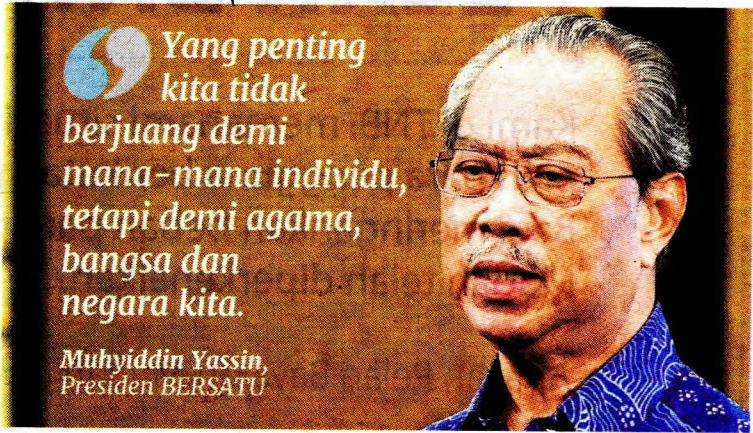 Yang penting
kita tidak
berjuang demi
mana-mana individu,
tetapi demi agama,
bangsa dan
negara kita.
Muhyiddin Yassin,
Presiden BERSATU